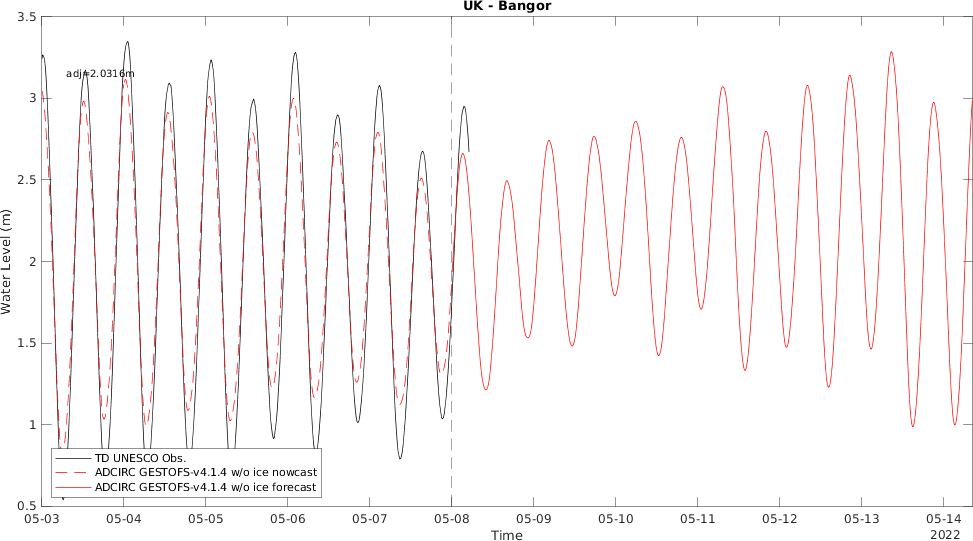 UK - Bangor
3.5
adj=2.0316m
3
2.5
Water Level (m)
2
1.5
1
TD UNESCO Obs.
ADCIRC GESTOFS-v4.1.4 w/o ice nowcast
ADCIRC GESTOFS-v4.1.4 w/o ice forecast
0.5
05-03 05-04 05-05 05-06 05-07 05-08 05-09 05-10 05-11 05-12 05-13 05-14
Time
2022